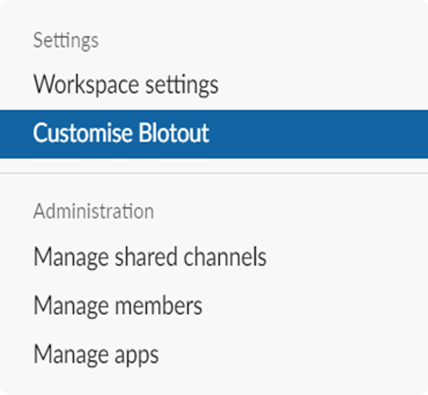 Settings
Workspace settings
Customise Blotout
Administration
Manage shared channels
Manage members
Manage apps